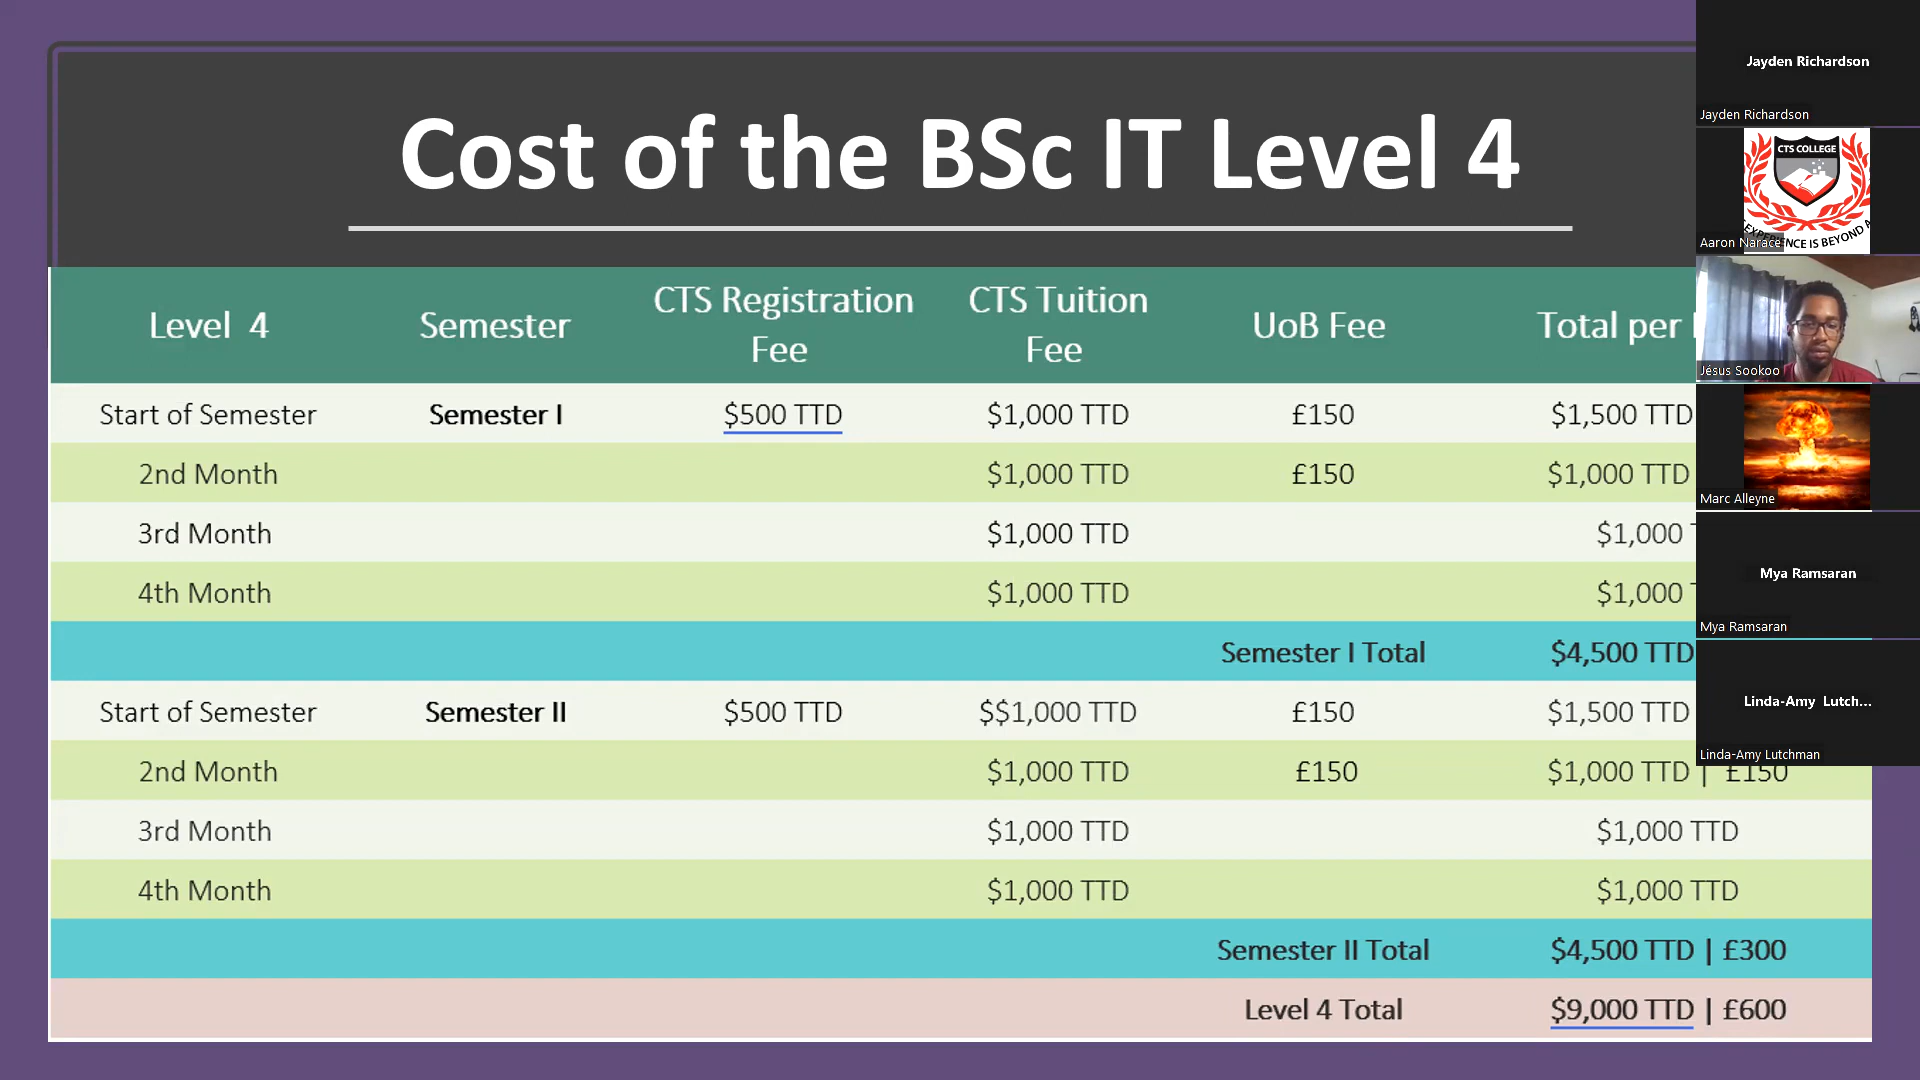 Cost of the BSc IT Level 4
Level 4 Semester CTS Registration Fee CTS Tuition Fee UoB Fee Total per
Start of Semester Semester I $500 TTD $1,000 TTD £150 $1,500 TTD
2nd Month $1,000 TTD £150 $1,000 TTD
3rd Month $1,000 TTD $1,000
4th Month $1,000 TTD $1,000
Semester I Total $4,500 TTD
Start of Semester Semester II $500 TTD $$1,000 TTD £150 $1,500 TTD
2nd Month $1,000 TTD £150 $1,000 TTD | £150
3rd Month $1,000 TTD $1,000 TTD
4th Month $1,000 TTD $1,000 TTD
Semester II Total $4,500 TTD | £300
Level 4 Total $9,000 TTD | £600
Jayden Richardson
Jayden Richardson
CTS COLLEGE
NCE IS BEYOND A
Aaron Narace
Jésus Sookoo
Marc Alleyne
Mya Ramsaran
Mya Ramsaran
Linda-Amy Lutch...
Linda-Amy Lutchman